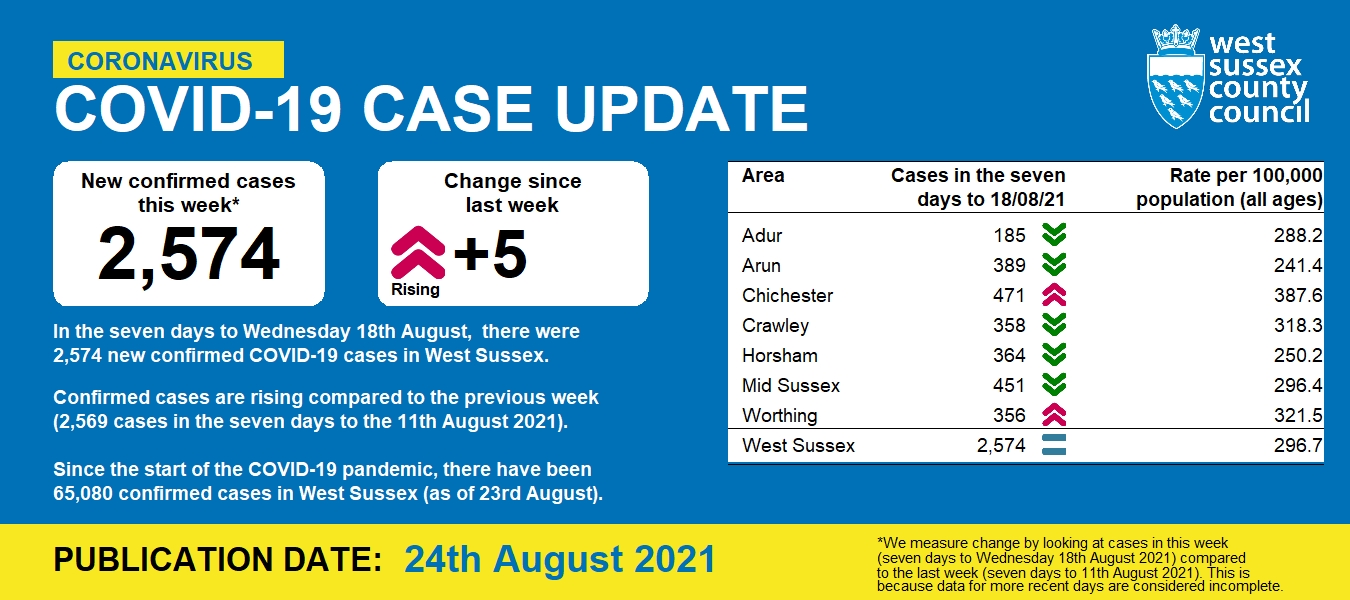 CORONAVIRUS
COVID-19 CASE UPDATE
west
sussex
county
council
New confirmed cases
this week*
2,574
Change since
last week
+5
Rising
In the seven days to Wednesday 18th August,  there were
2,574 new confirmed COVID-19 cases in West Sussex.
Confirmed cases are rising compared to the previous week
(2,569 cases in the seven days to the 11th August 2021).
Since the start of the COVID-19 pandemic, there have been
65,080 confirmed cases in West Sussex (as of 23rd August).
Area Cases in the seven Rate per 100,000
days to 18/08/21 population (all ages)
Adur 185 288.2
Arun 389 241.4
Chichester 471 387.6
Crawley 358 318.3
Horsham 364 250.2
Mid Sussex 451 296.4
Worthing 356 321.5
West Sussex 2,574 296.7
PUBLICATION DATE: 24th August 2021
*We measure change by looking at cases in this week
(seven days to Wednesday 18th August 2021) compared
to the last week (seven days to 11th August 2021). This is
because data for more recent days are considered incomplete.